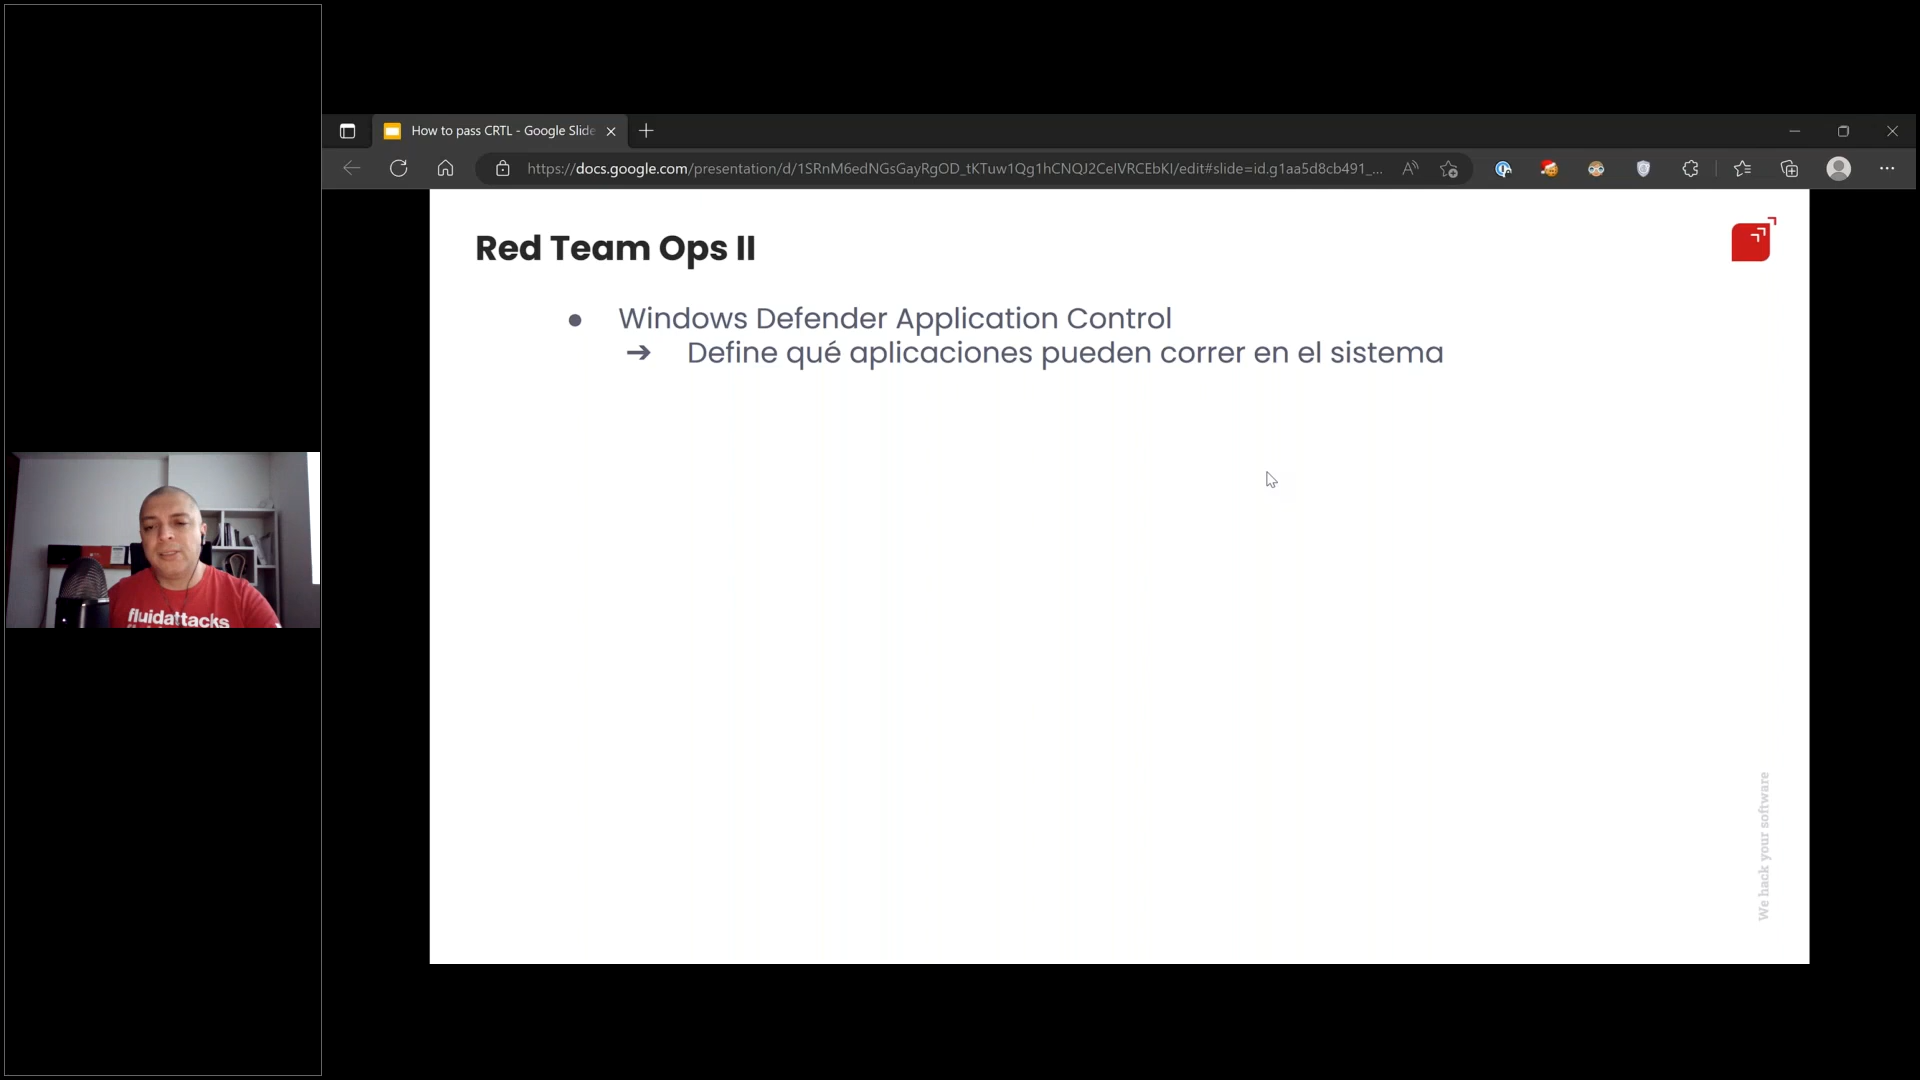 How to pass CRTL - Google Slide
https://docs.google.com/presentation/d/1SRnM6edNGsGayRgOD_tKTuw1Qg1hCNQJ2CeIVRCEbKI/edit#slide=id.g1aa5d8cb491_...
Red Team Ops II
● Windows Defender Application Control
➔ Define qué aplicaciones pueden correr en el sistema
We hack your software
fluidattacks